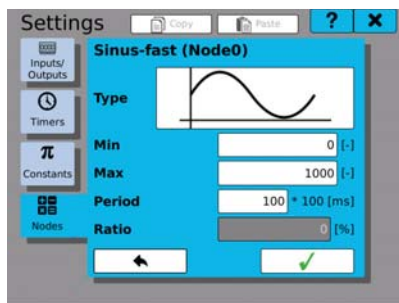 Settings
Copy
Paste
?
Inputs/
Outputs
Timers
π
Constants
Nodes
Sinus-fast (Node0)
Type
Min 0 [-]
Max 1000 [-]
Period 100 * 100 [ms]
Ratio 0 [%]